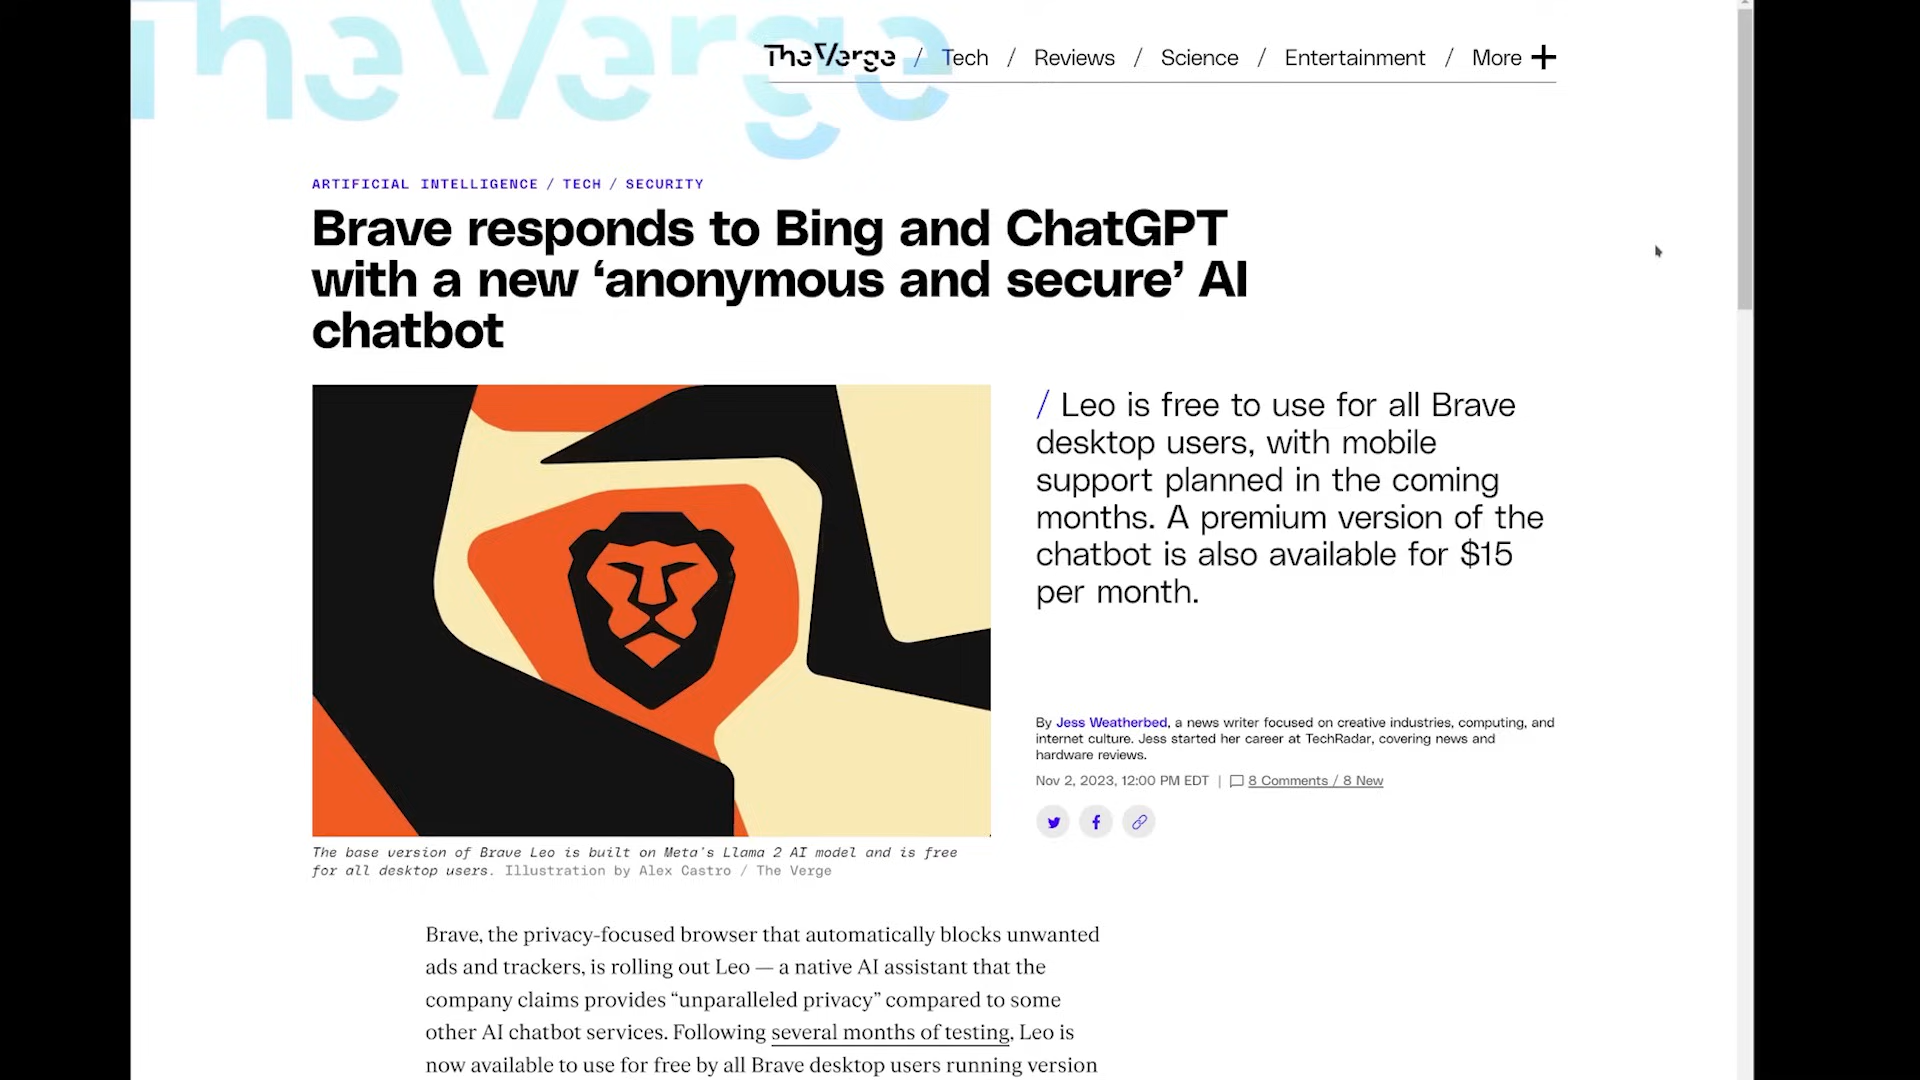 The Verge
The Verge / Tech / Reviews / Science / Entertainment / More +
ARTIFICIAL INTELLIGENCE / TECH / SECURITY
Brave responds to Bing and ChatGPT
with a new ‘anonymous and secure’ AI
chatbot
/ Leo is free to use for all Brave
desktop users, with mobile
support planned in the coming
months. A premium version of the
chatbot is also available for $15
per month.
By Jess Weatherbed, a news writer focused on creative industries, computing, and
internet culture. Jess started her career at TechRadar, covering news and
hardware reviews.
Nov 2, 2023, 12:00 PM EDT | 8 Comments / 8 New
The base version of Brave Leo is built on Meta's Llama 2 AI model and is free
for all desktop users. Illustration by Alex Castro / The Verge
Brave, the privacy-focused browser that automatically blocks unwanted
ads and trackers, is rolling out Leo — a native AI assistant that the
company claims provides “unparalleled privacy” compared to some
other AI chatbot services. Following several months of testing, Leo is
now available to use for free by all Brave desktop users running version